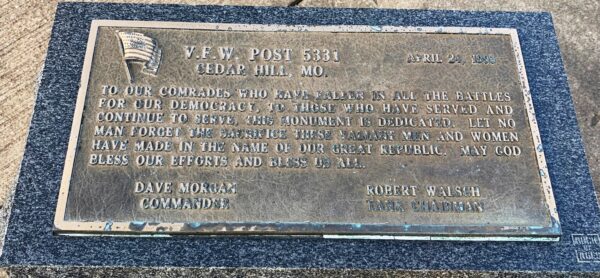 V.F.W. POST 5331
APRIL 24,
CEDAR HILL, MO.
TO OUR COMRADES WHO HAVE FALLEN IN ALL THE BATTLES
FOR OUR DEMOCRACY, TO THOSE WHO HAVE SERVED AND
CONTINUE TO SERVE, THIS MONUMENT IS DEDICATED. LET NO
MAN FORGET THE SACRIFICE THESE VALIANT MEN AND WOMEN
HAVE MADE IN THE NAME OF OUR GREAT REPUBLIC. MAY GOD
BLESS OUR EFFORTS AND BLESS US ALL.
DAVE MORGAN
COMMANDER
ROBERT WALSCH
TANK CHAIRMAN